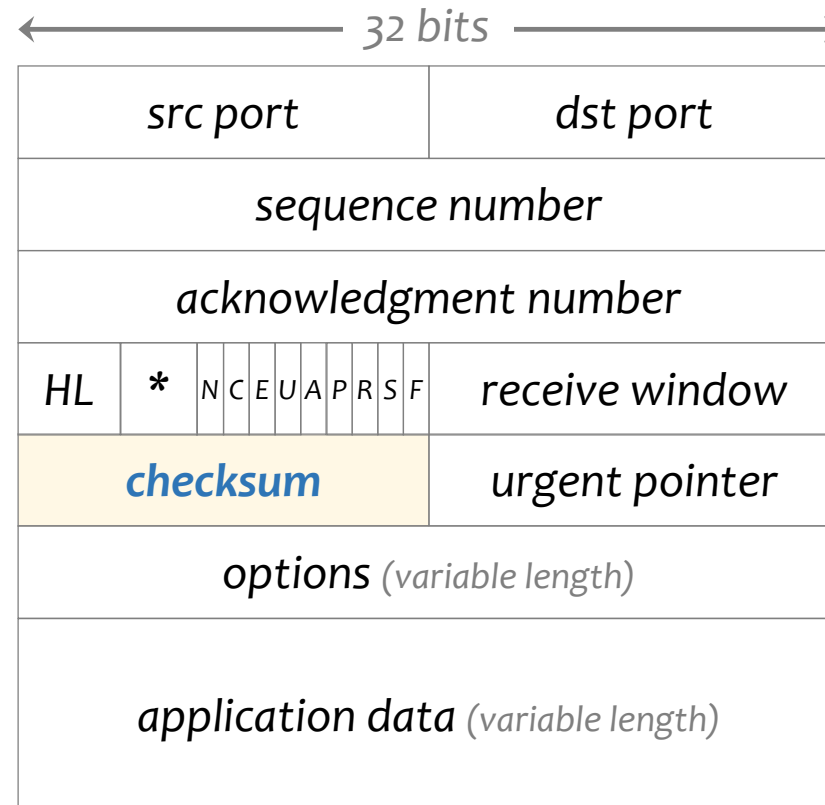 32 bits
src port dst port
sequence number
acknowledgment number
HL * N C E U A P R S F receive window
checksum urgent pointer
options (variable length)
application data (variable length)